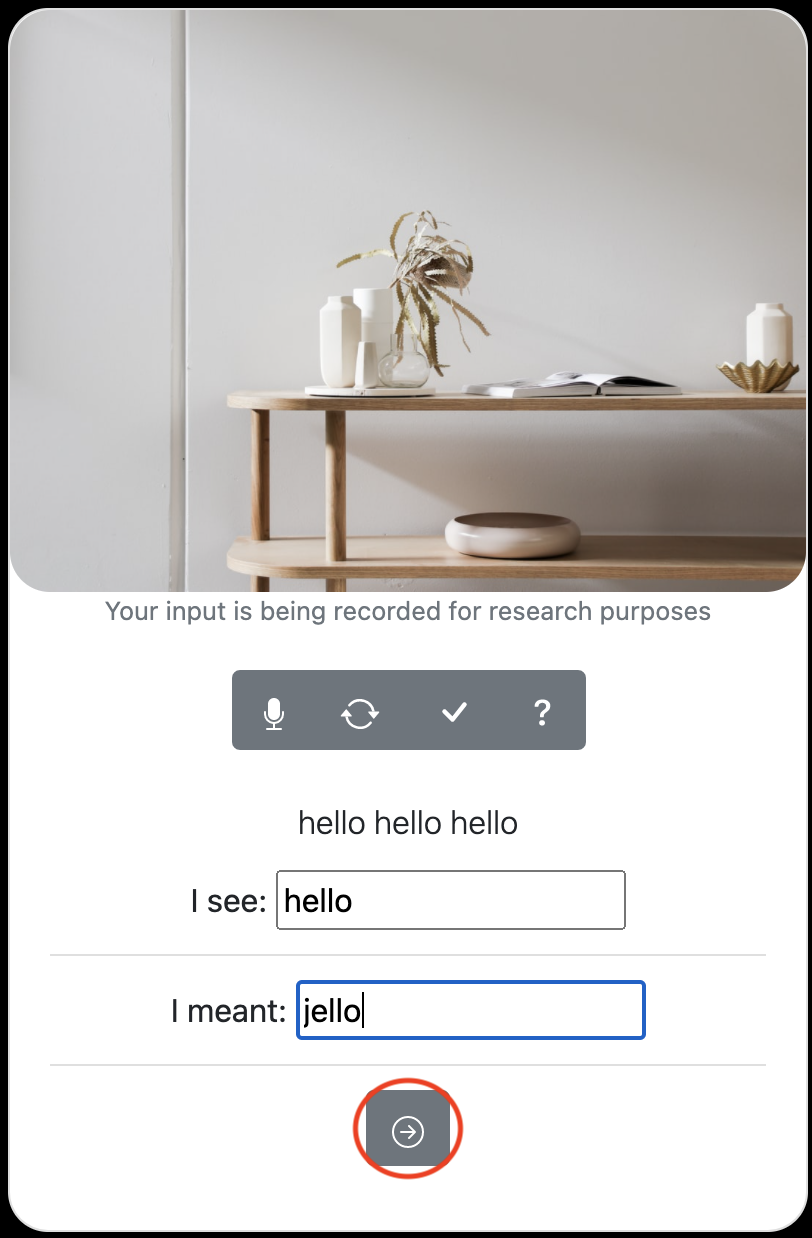 Your input is being recorded for research purposes
?
hello hello hello
I see: hello
I meant: jello